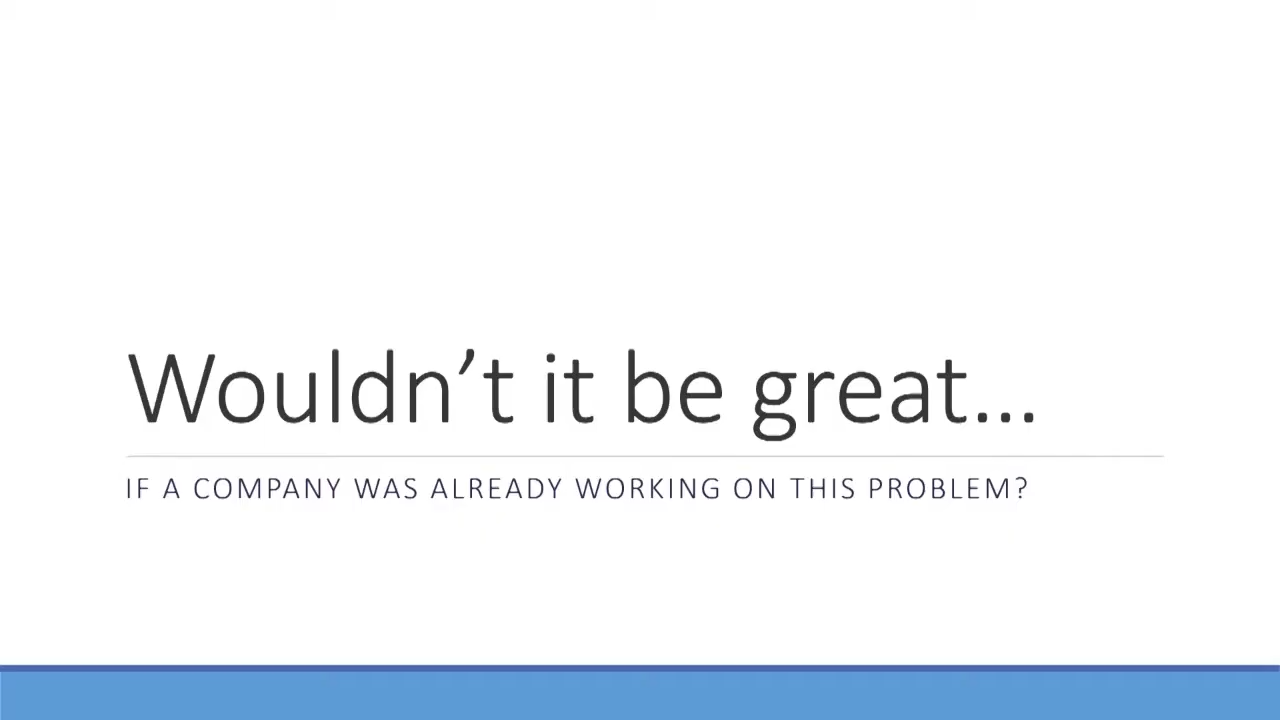 Wouldn’t it be great…
IF A COMPANY WAS ALREADY WORKING ON THIS PROBLEM?